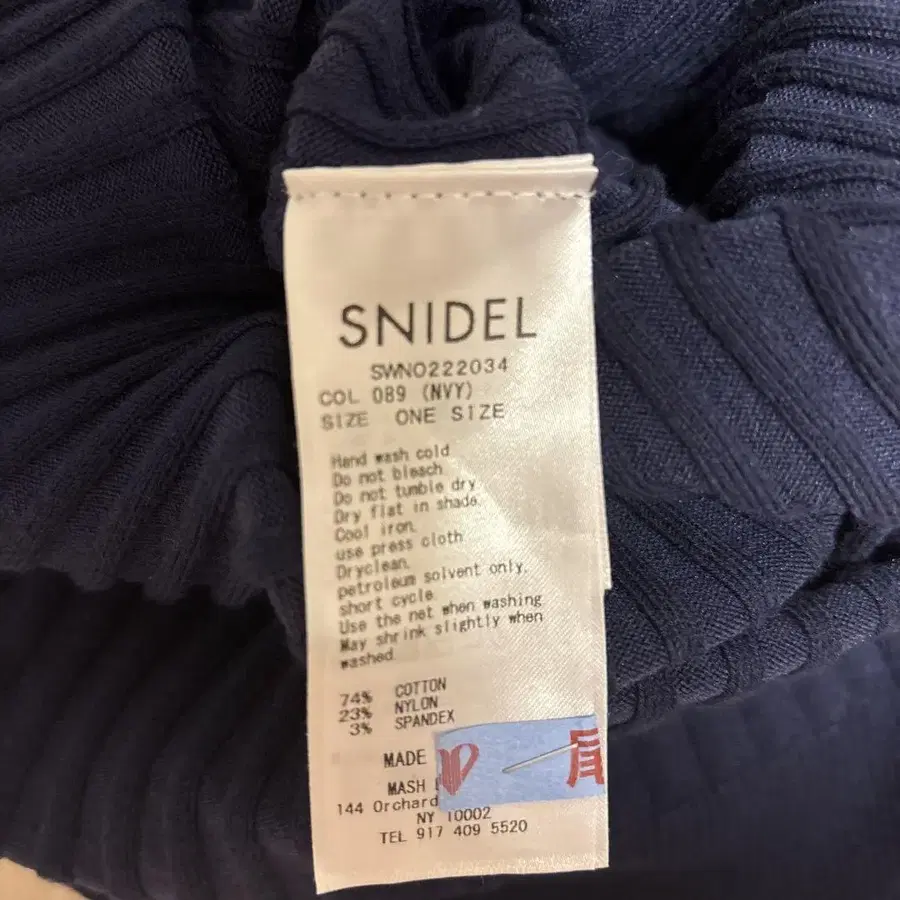 SNIDEL
SWNO222034
COL 089 (NVY)
SIZE ONE SIZE
Hand wash cold
Do not bleach
Do not tumble dry
Dry flat in shade.
Cool iron.
use press cloth
Dryclean.
petroleum solvent only.
short cycle.
Use the net when washing
May shrink slightly when
washed.
74% COTTON
23% NYLON
3% SPANDEX
MADE
MASH
144 Orchard
NY 10002
TEL 917 409 5520